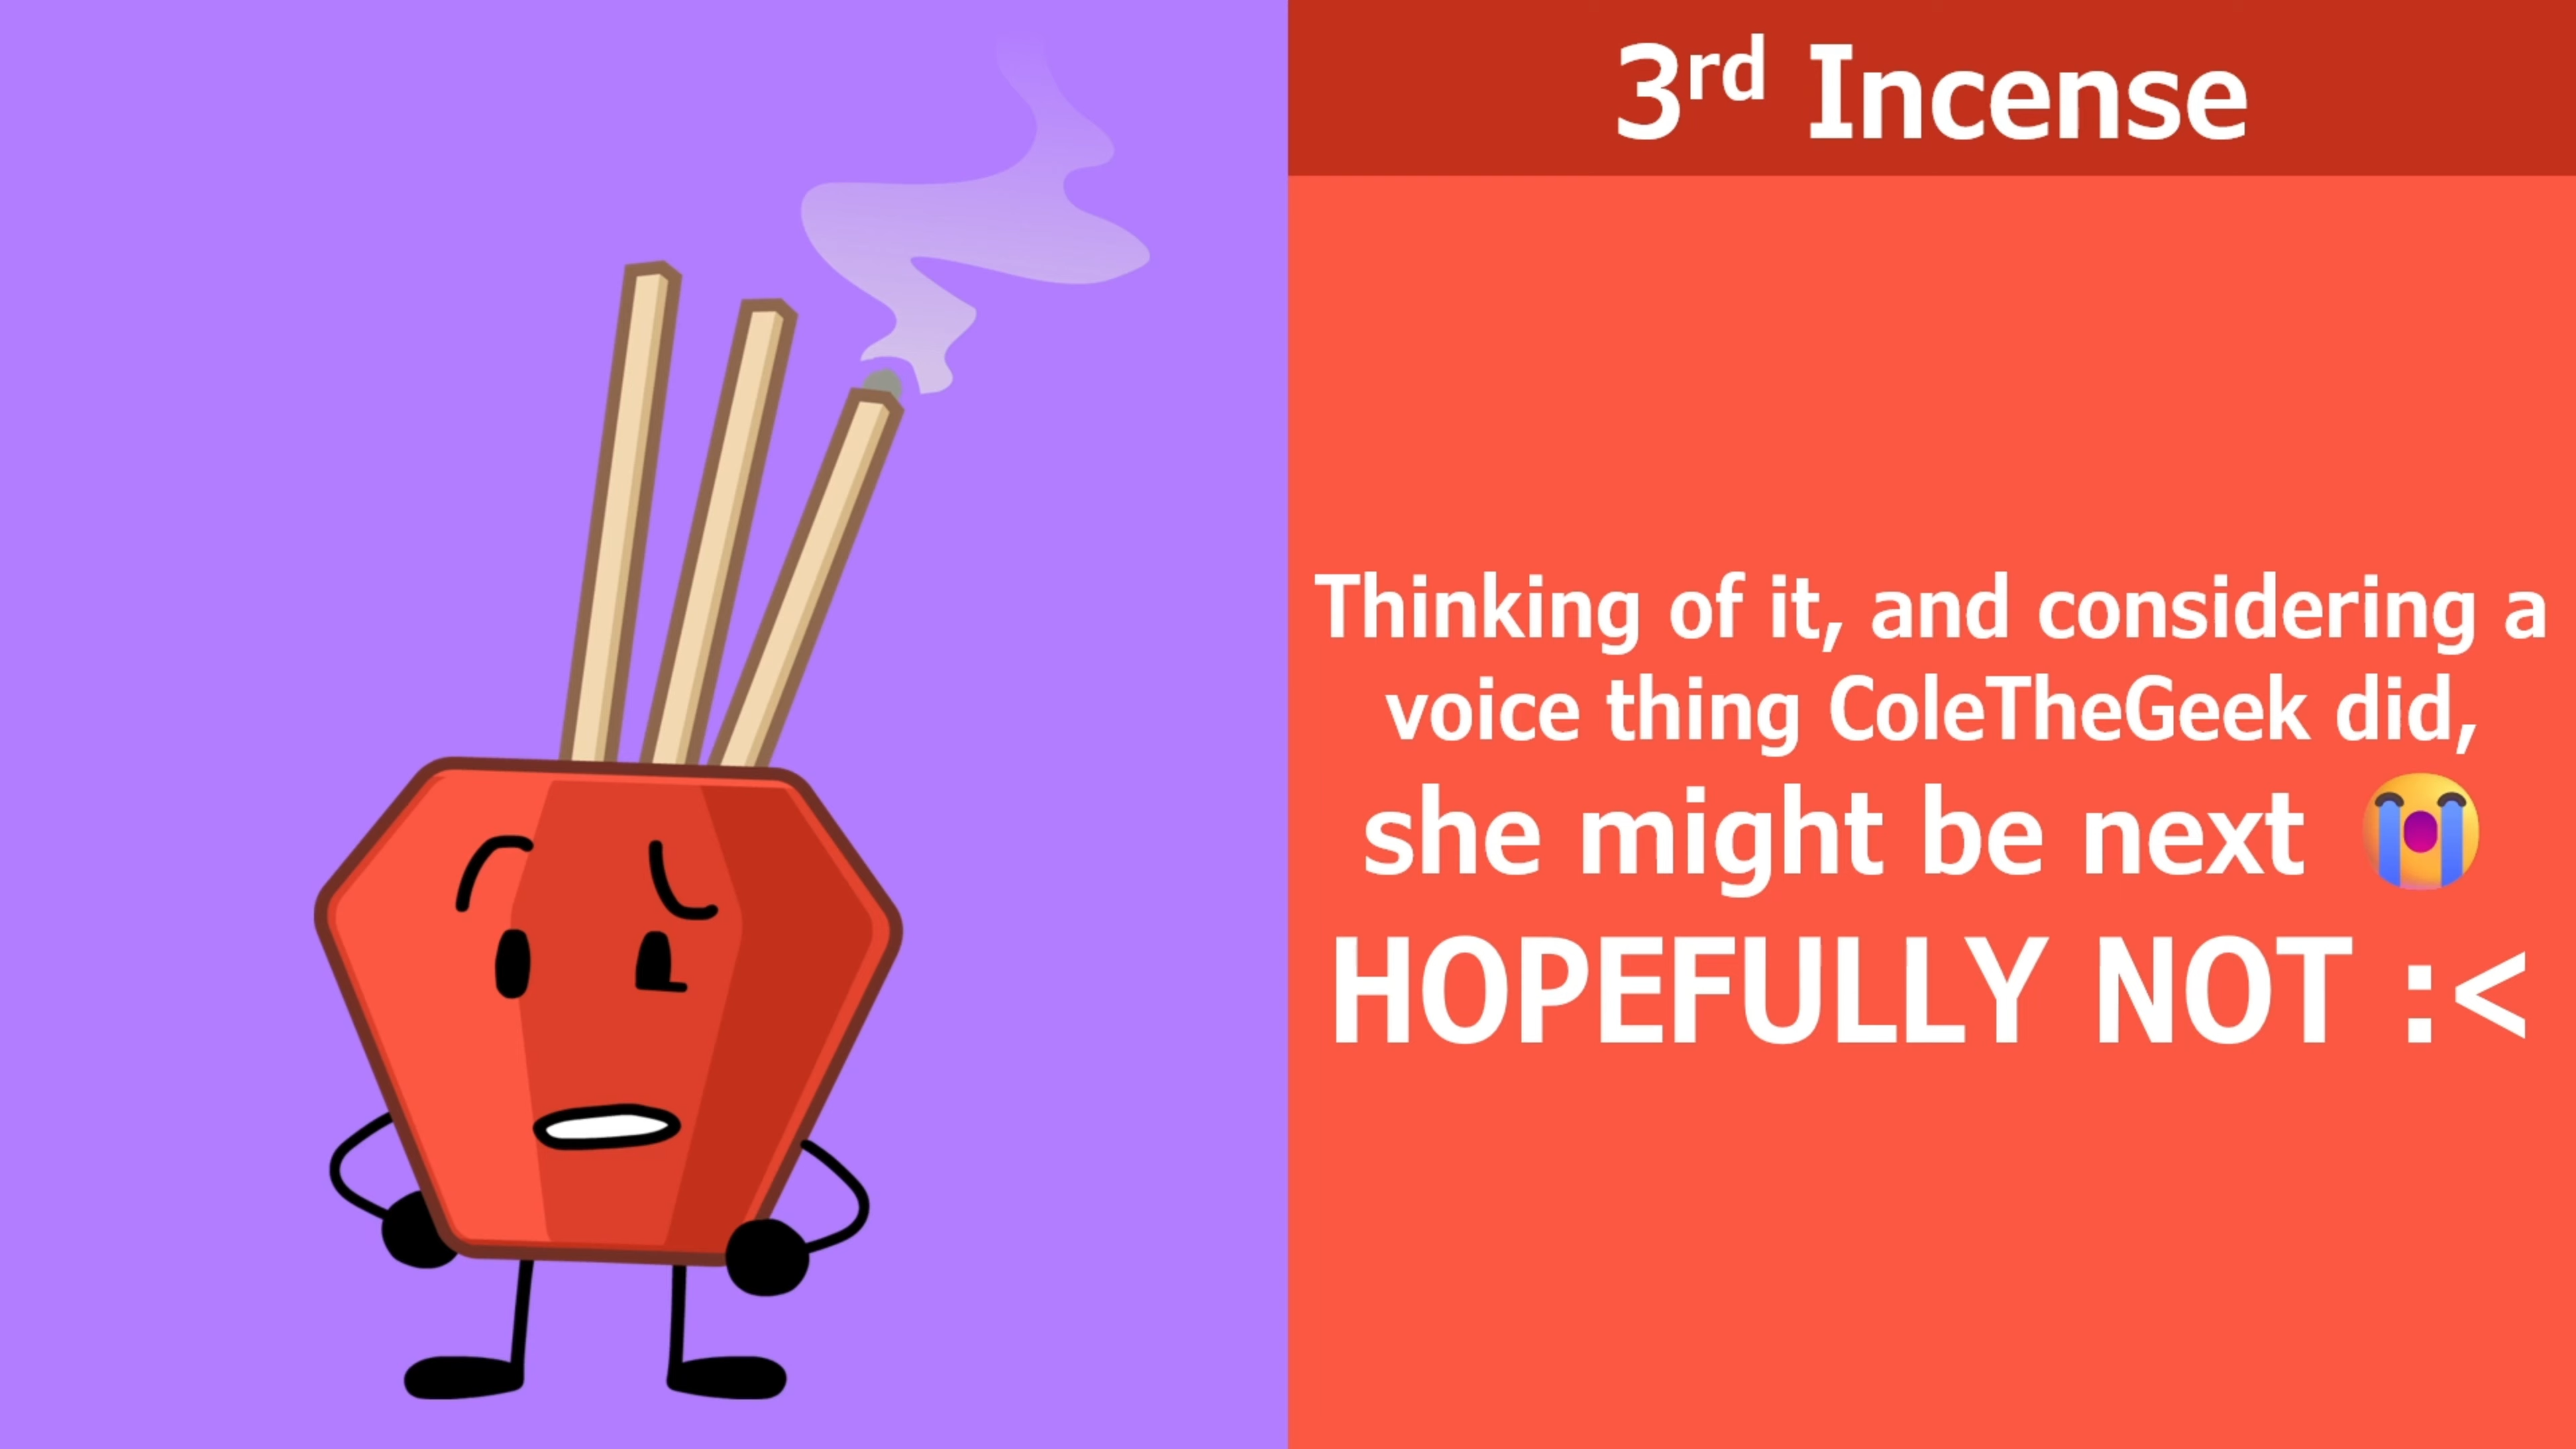 3rd Incense
Thinking of it, and considering a
voice thing ColeTheGeek did,
she might be next 😭
HOPEFULLY NOT :<